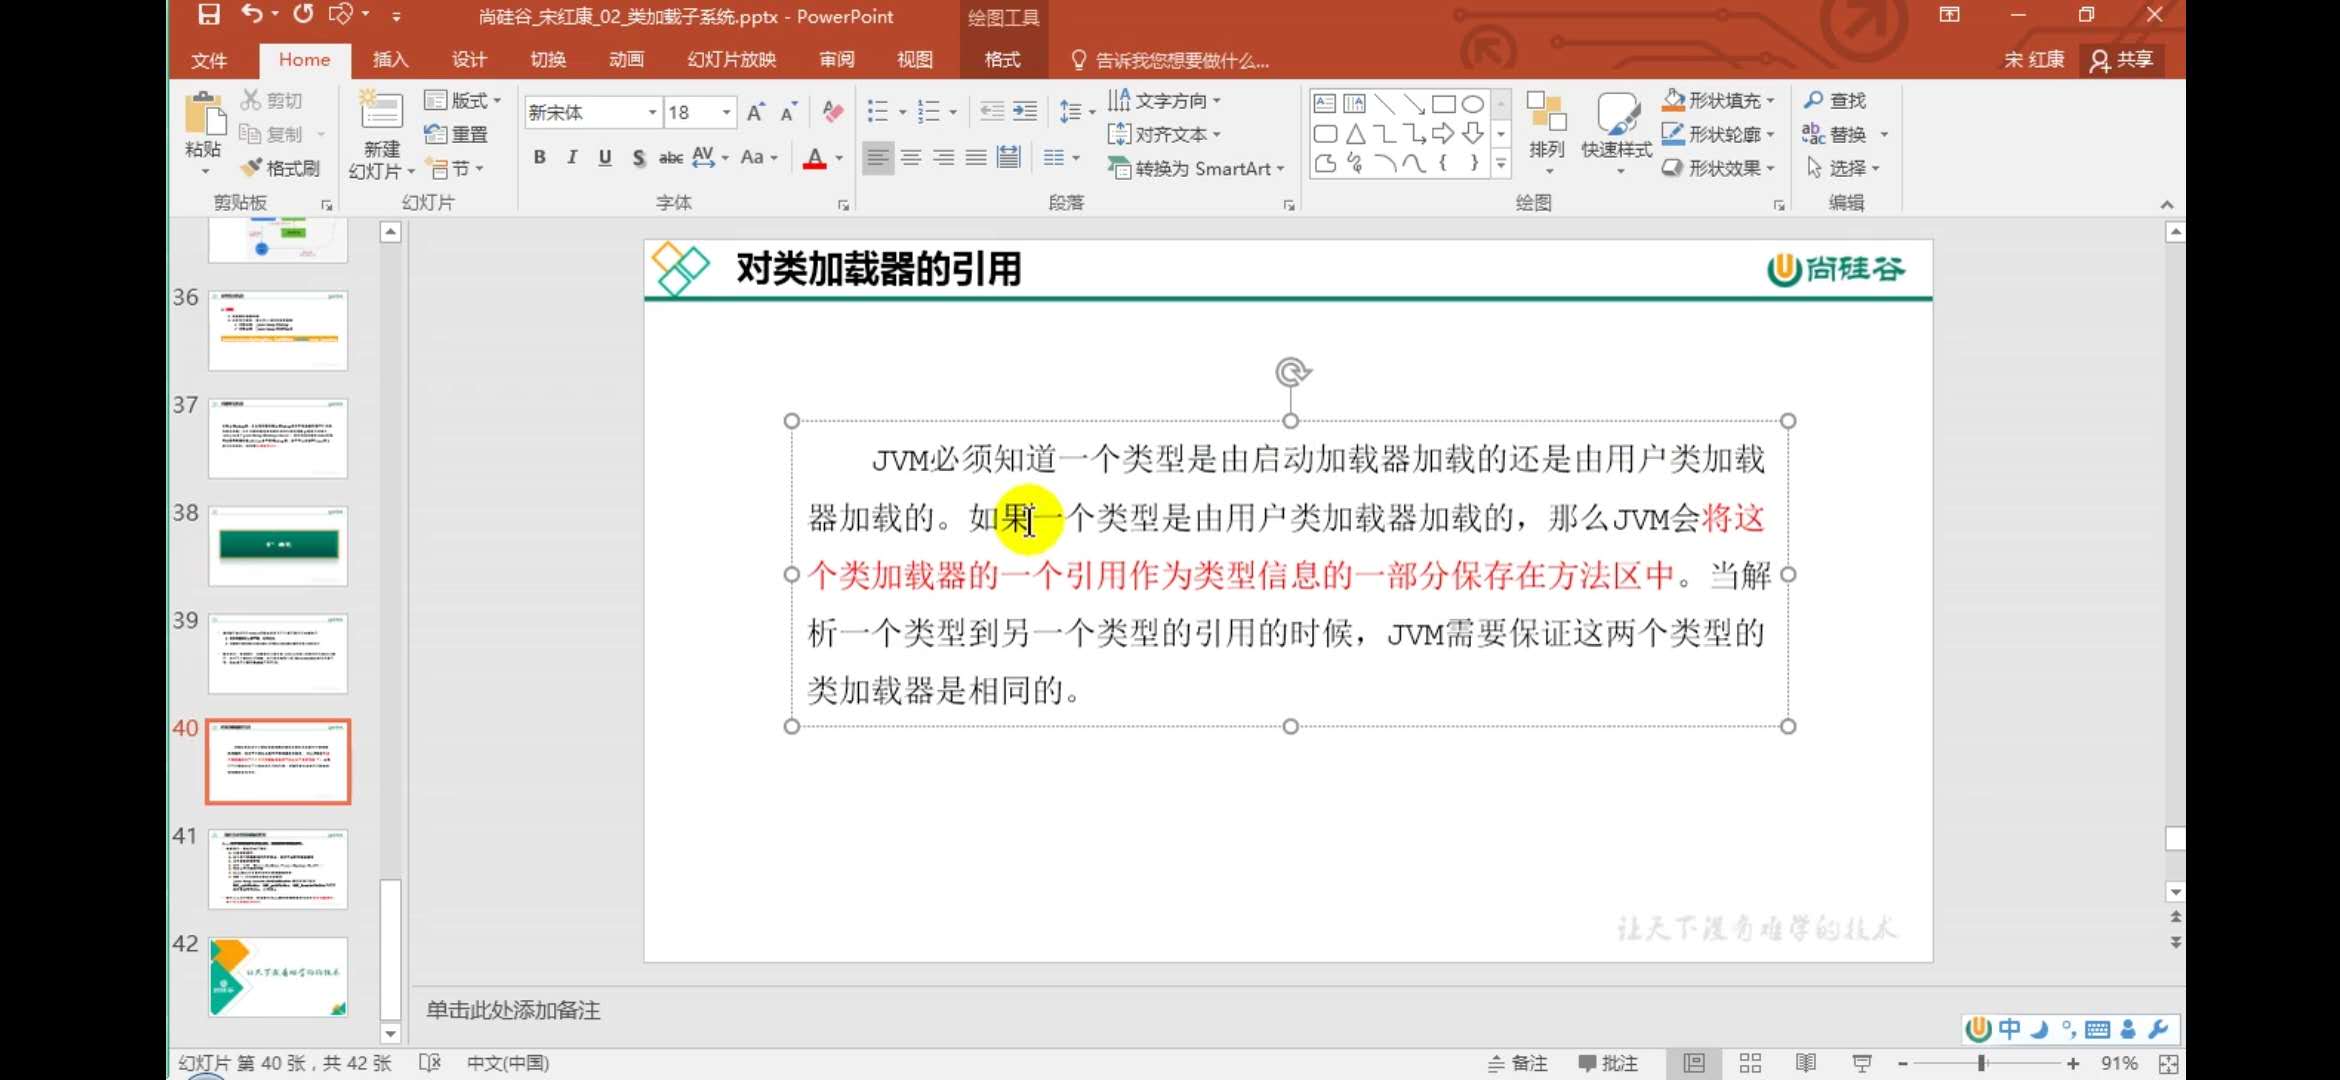 尚硅谷_宋红康_02_类加载子系统.pptx - PowerPoint
绘图工具
文件
Home
插入
设计
切换
动画
幻灯片放映
审阅
视图
格式
告诉我您想要做什么...
宋 红康
共享
粘贴
剪切
复制
格式刷
剪贴板
新建
幻灯片
版式
重置
节
幻灯片
新宋体
18
B I U S abc AV Aa A
字体
文字方向
对齐文本
转换为 SmartArt
段落
排列
快速样式
形状填充
形状轮廓
形状效果
绘图
查找
替换
选择
编辑
36
37
38
39
40
41
42
对类加载器的引用
尚硅谷
JVM必须知道一个类型是由启动加载器加载的还是由用户类加载
器加载的。如果一个类型是由用户类加载器加载的，那么JVM会将这
个类加载器的一个引用作为类型信息的一部分保存在方法区中。当解
析一个类型到另一个类型的引用的时候，JVM需要保证这两个类型的
类加载器是相同的。
让天下没有难学的技术
单击此处添加备注
中
幻灯片 第 40 张，共 42 张
中文(中国)
备注
批注
91%